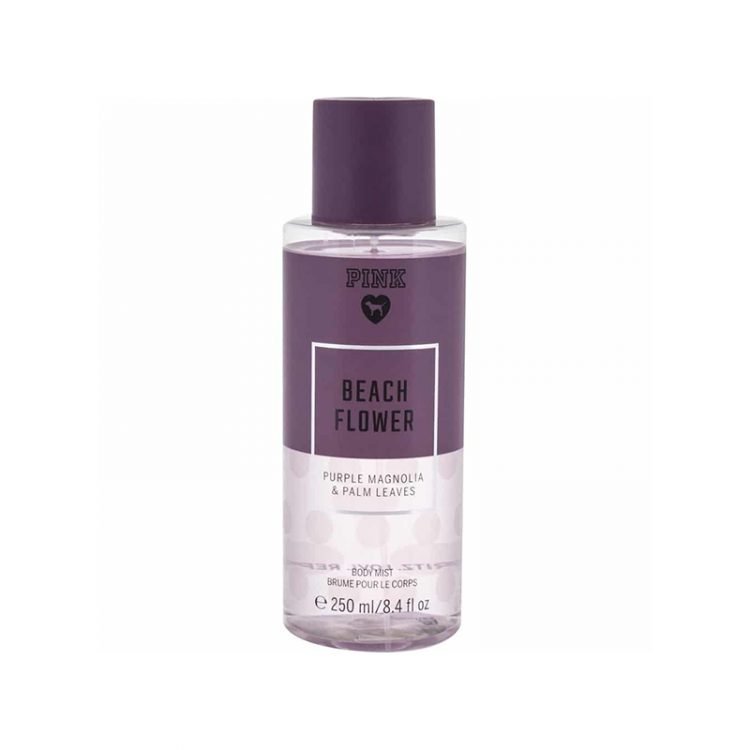 PINK
BEACH
FLOWER
PURPLE MAGNOLIA
& PALM LEAVES
BODY MIST
BRUME POUR LE CORPS
℮ 250 ml/8.4 fl oz